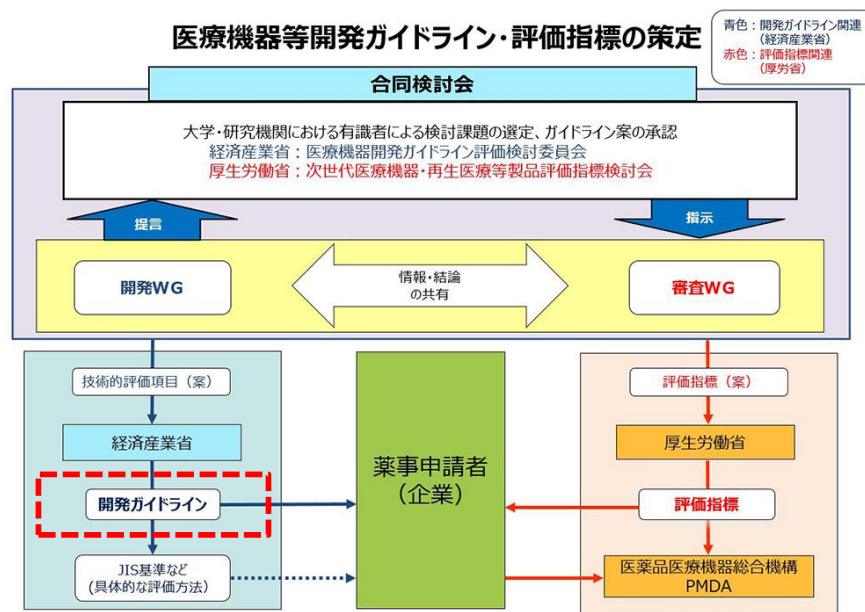 医療機器等開発ガイドライン・評価指標の策定
青色：開発ガイドライン関連
（経済産業省）
赤色：評価指標関連
（厚労省）
合同検討会
大学・研究機関における有識者による検討課題の選定、ガイドライン案の承認
経済産業省：医療機器開発ガイドライン評価検討委員会
厚生労働省：次世代医療機器・再生医療等製品評価指標検討会
提言
指示
開発WG
情報・結論
の共有
審査WG
技術的評価項目（案）
評価指標（案）
経済産業省
薬事申請者
（企業）
厚生労働省
開発ガイドライン
評価指標
JIS基準など
（具体的な評価方法）
医薬品医療機器総合機構
PMDA